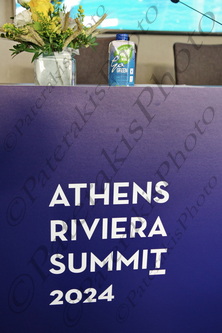 ATHENS
RIVIERA
SUMMIT
2024
© PaterakisPhoto